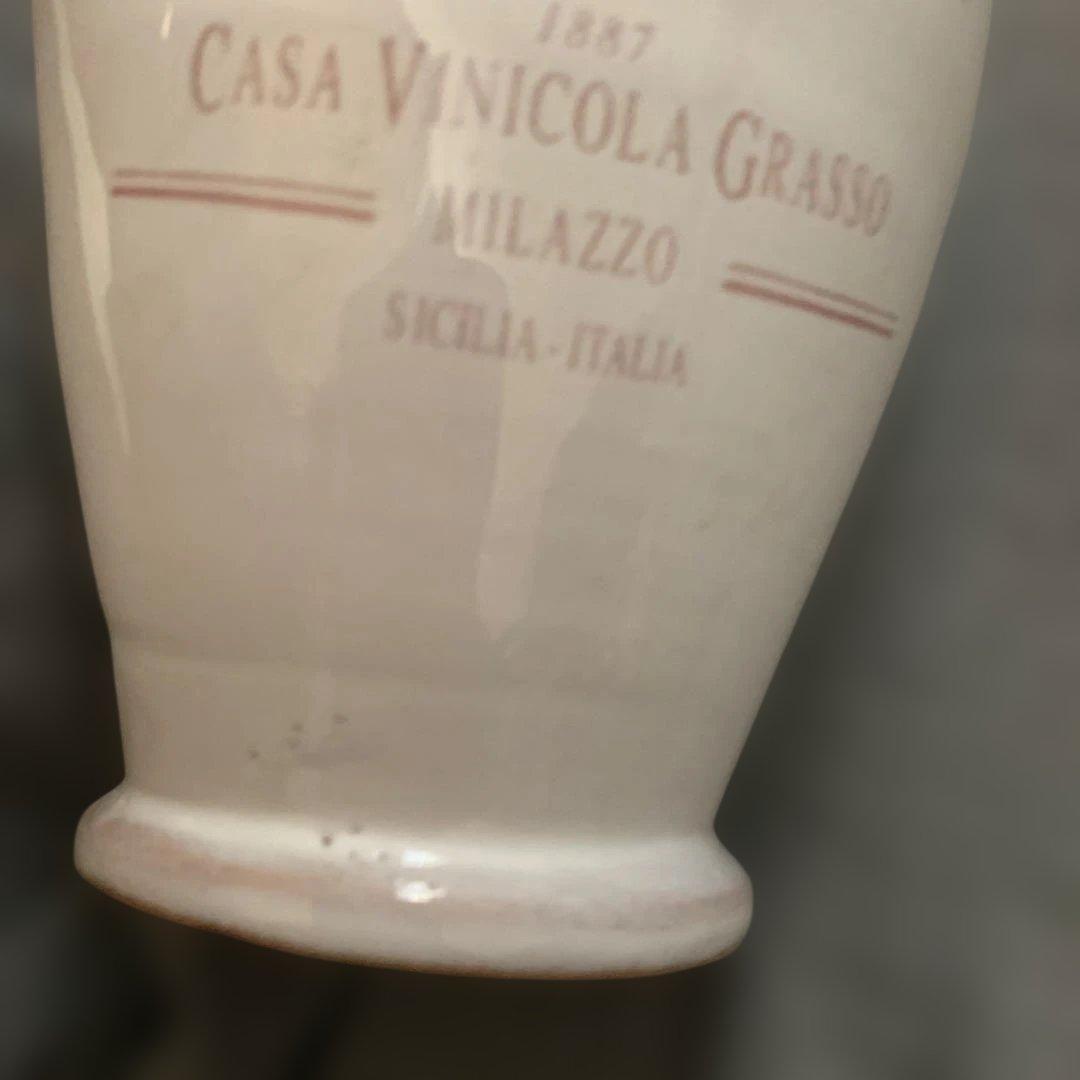 1887
CASA VINICOLA GRASSO
MILAZZO
SICILIA-ITALIA